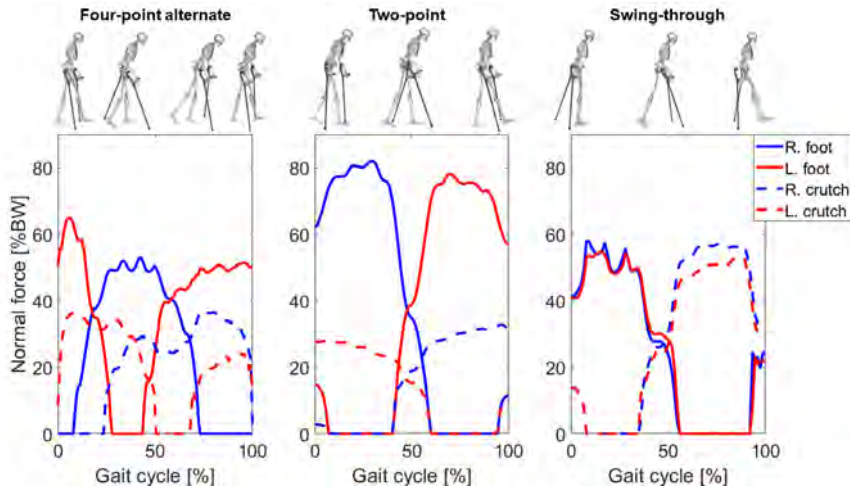 Four-point alternate
Two-point
Swing-through
Normal force [%BW]
80
60
40
20
0
0
50
100
Gait cycle [%]
80
60
40
20
0
0
50
100
Gait cycle [%]
80
60
40
20
0
0
50
100
Gait cycle [%]
R. foot
L. foot
R. crutch
L. crutch